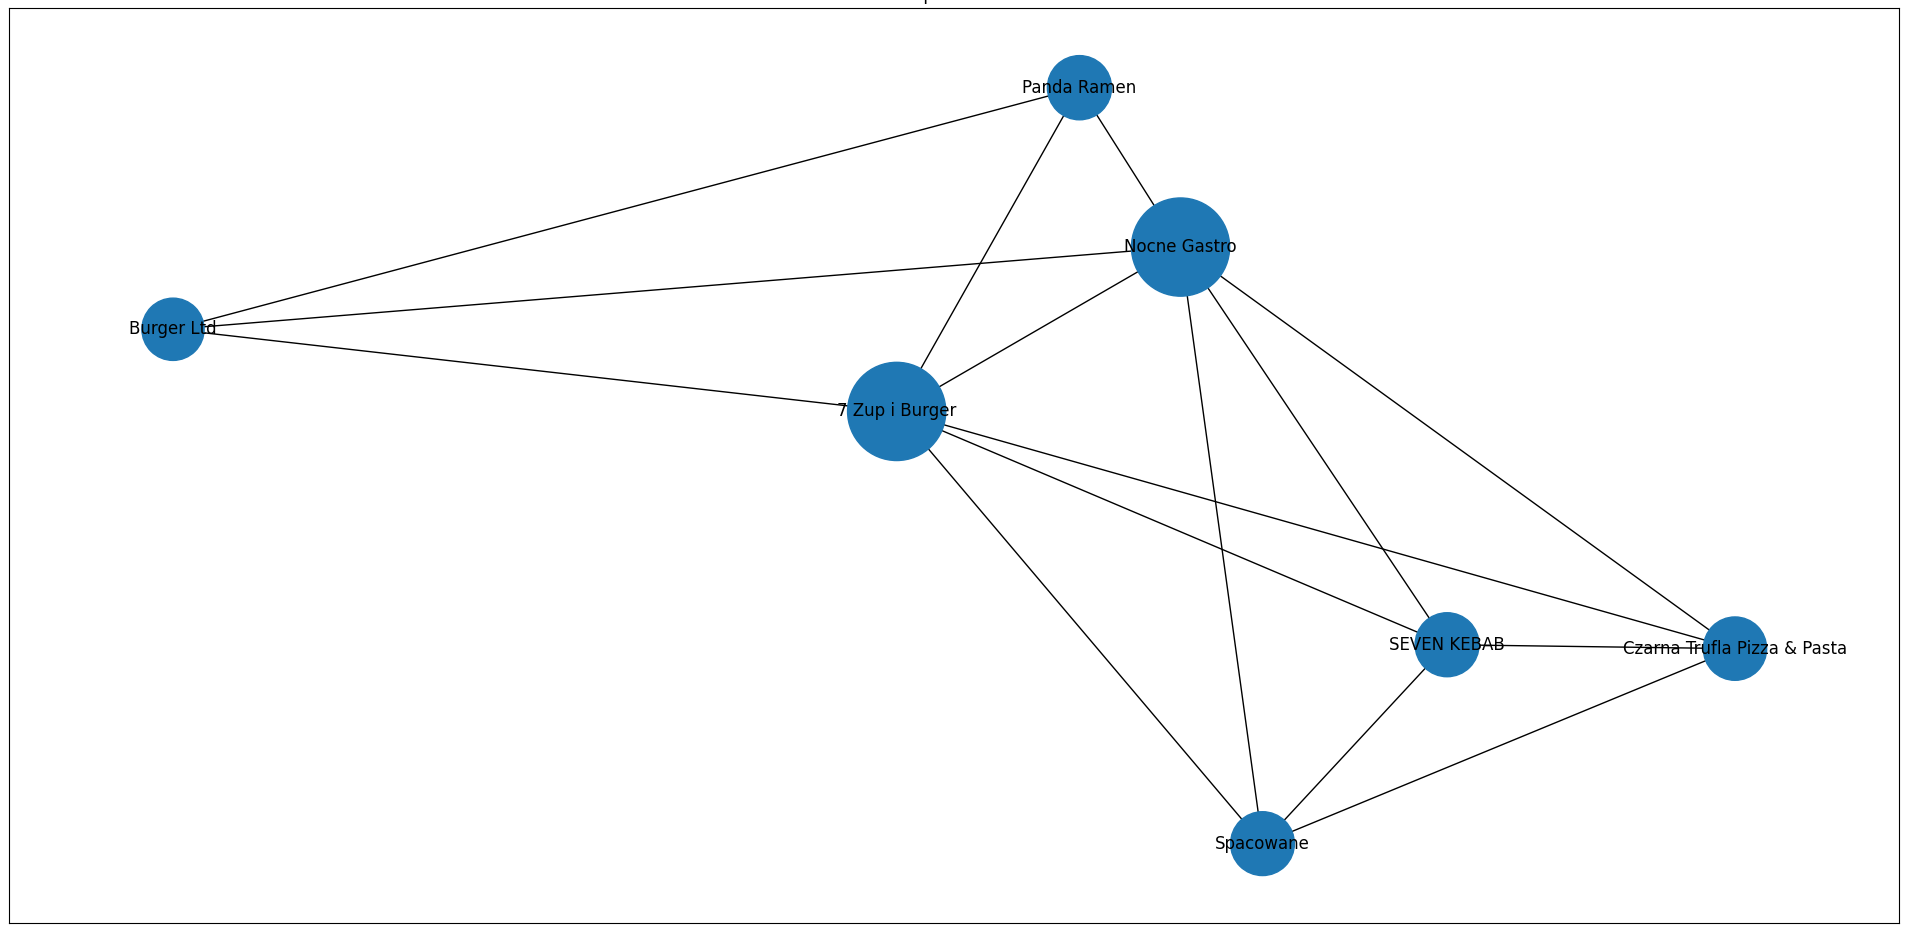 Panda Ramen
Nocne Gastro
Burger Ltd
7 Zup i Burger
SEVEN KEBAB
Czarna Trufla Pizza & Pasta
Spacowane